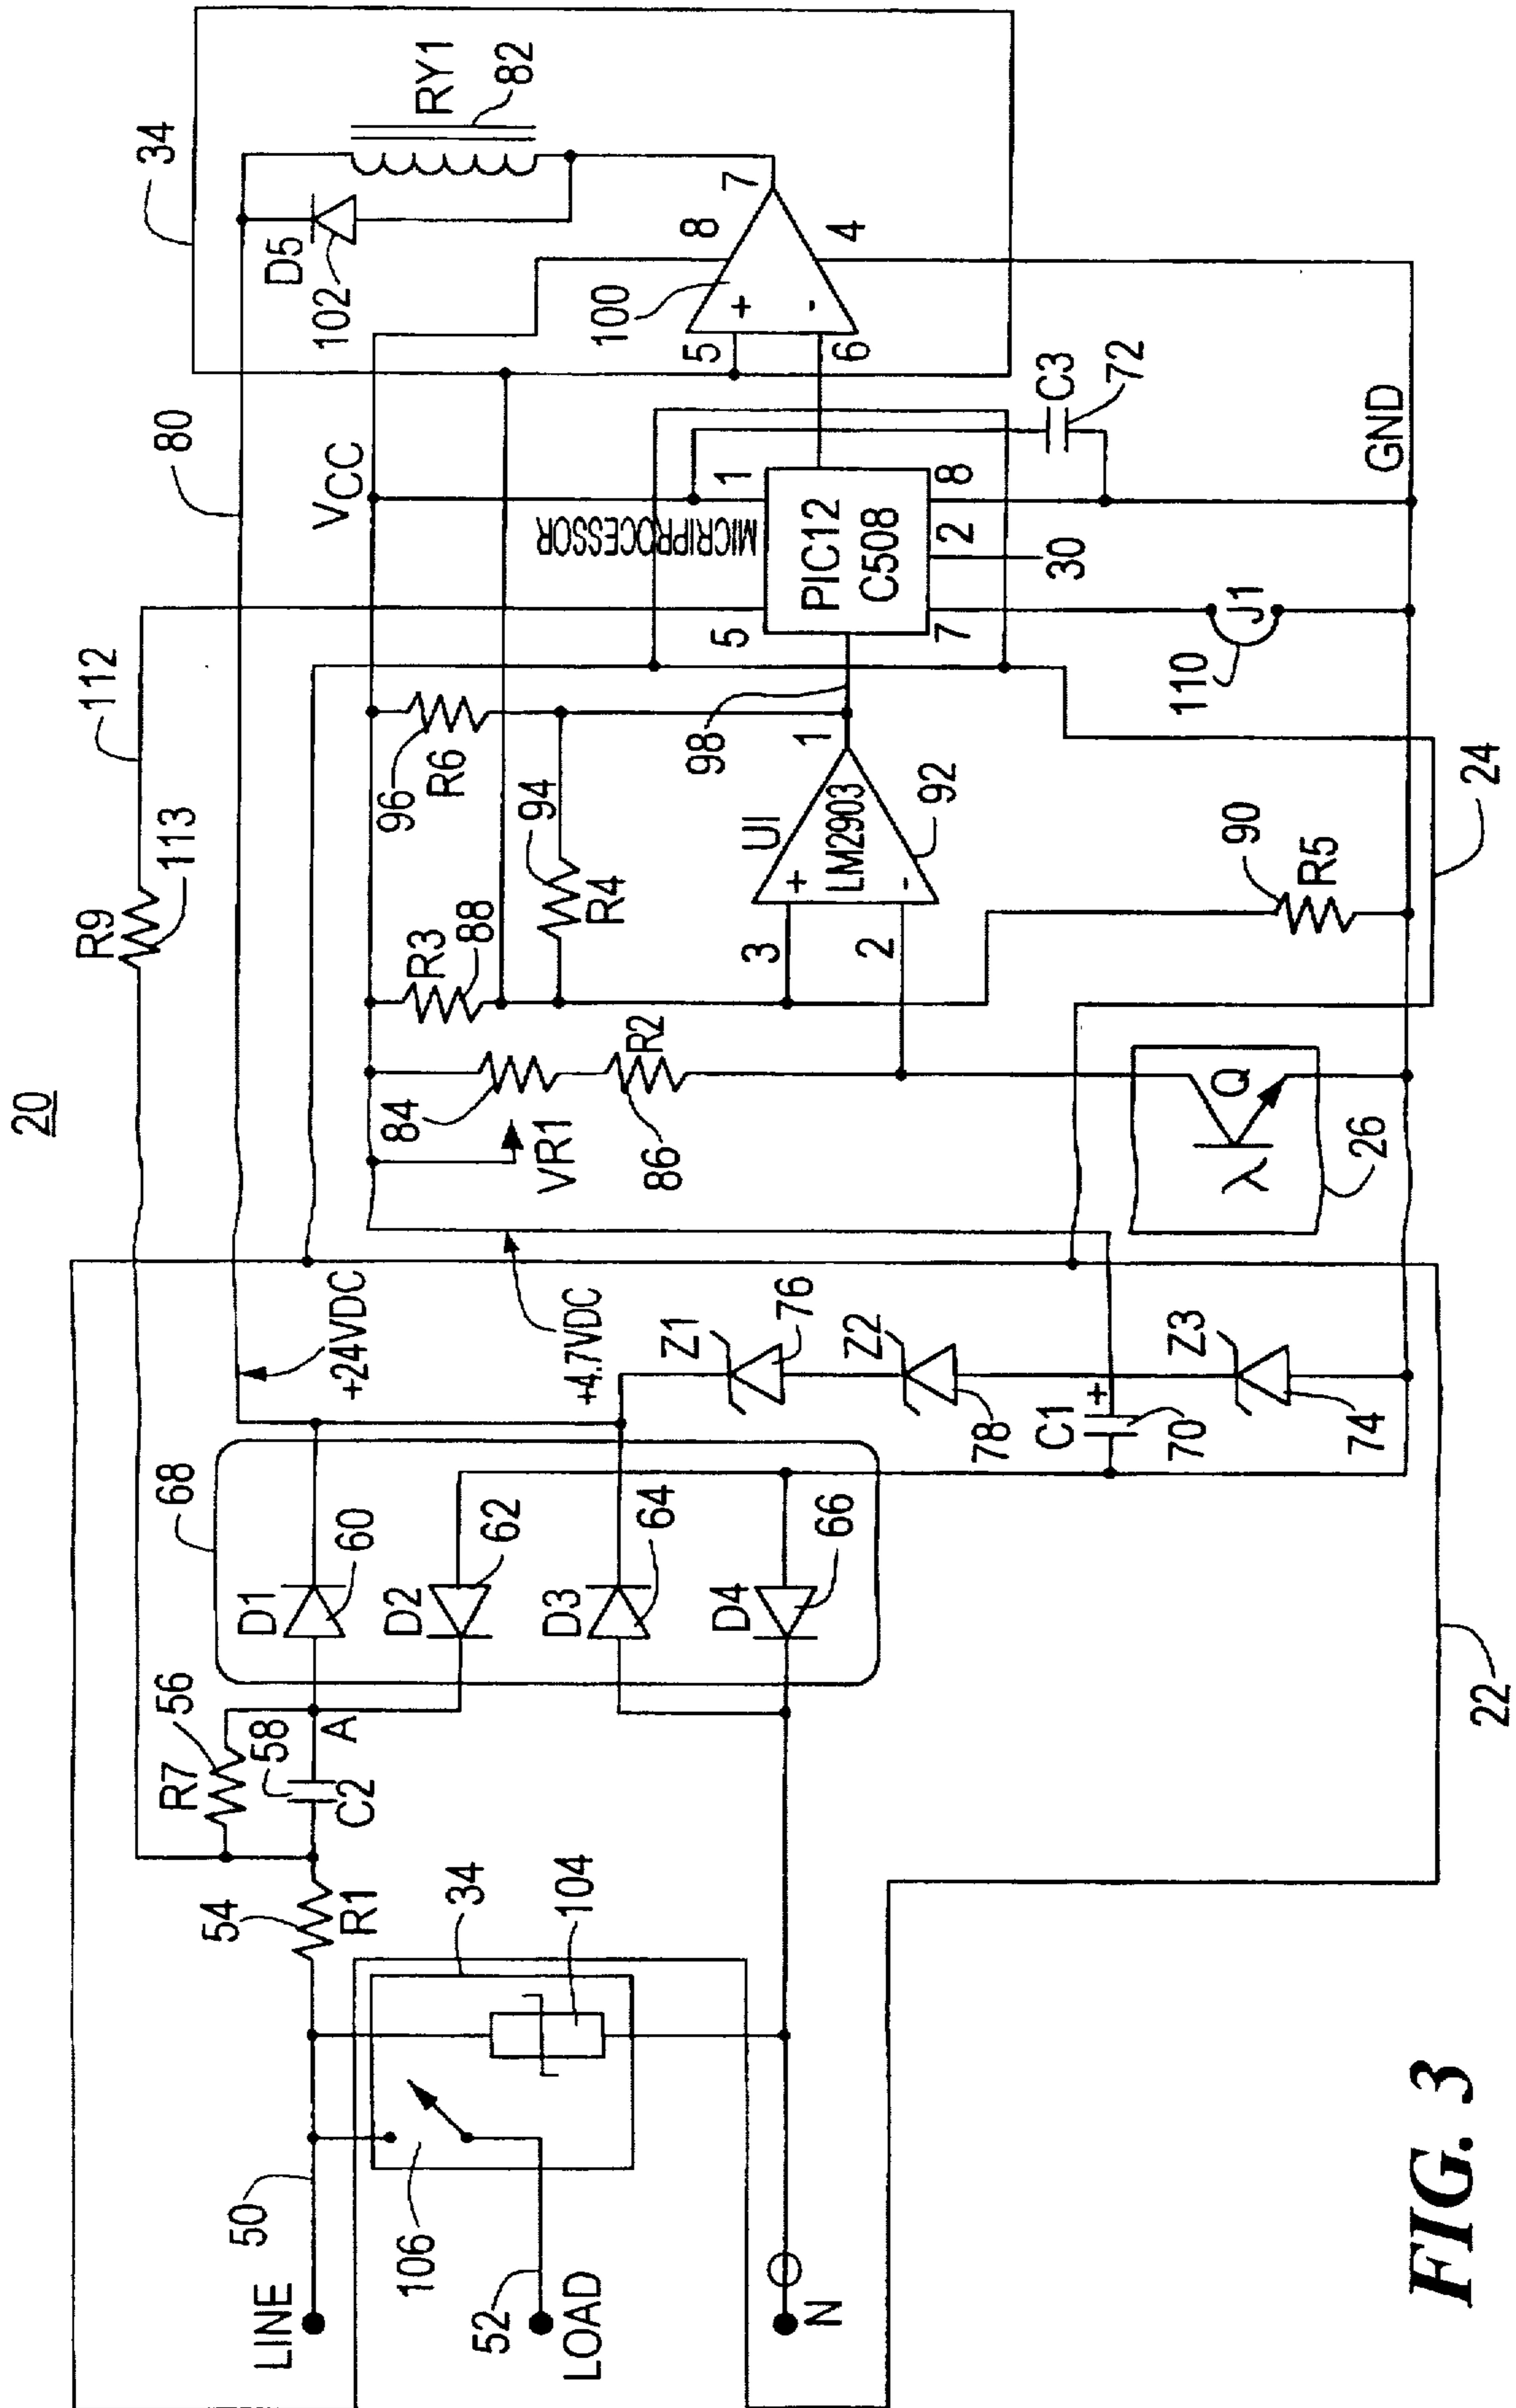 20
LINE
50
106
52
LOAD
N
34
104
54
R1
R7
56
58
C2
A
68
D1
60
D2
62
D3
64
D4
66
22
+24VDC
+4.7VDC
Z1
76
Z2
78
C1
+
70
Z3
74
R9
113
112
80
VR1
84
86
R2
R3
88
94
R4
96
R6
3
2
+
-
UI
LM2903
1
92
98
λ
Q
26
90
R5
24
VCC
MICRIPROCESSOR
5
1
PIC12
C508
7
2
8
30
110
J1
C3
72
GND
34
D5
102
RY1
82
100
5
6
+
-
8
7
4
FIG. 3